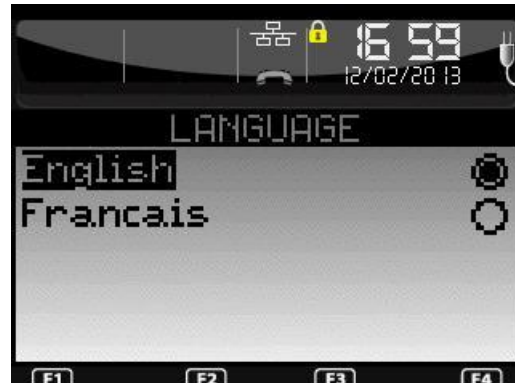 16 59
12/02/2013
LANGUAGE
English
Francais
F1 F2 F3 F4